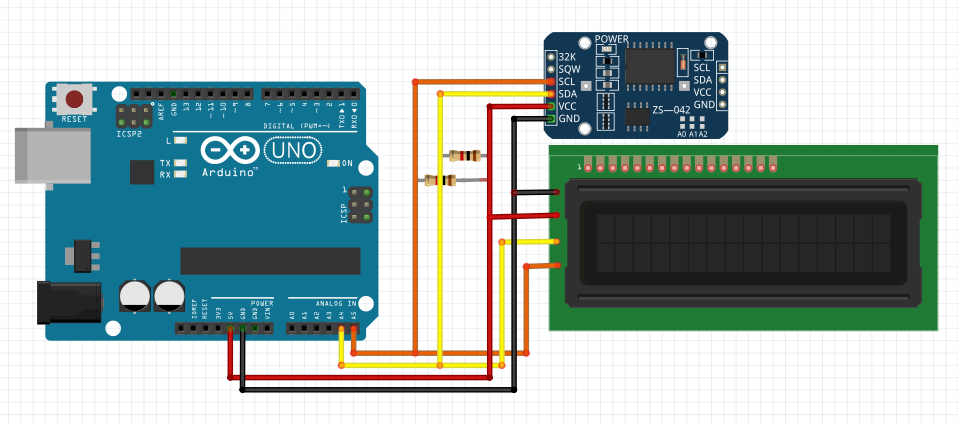 POWER
32K
SQW
SCL
SDA
VCC
GND
SCL
SDA
VCC
GND
ZS—042
A0 A1A2
RESET
ICSP2
AREF
GND
13
12
~11
~10
~9
8
7
~6
~5
4
~3
2
TX0▶1
RX0◀0
DIGITAL (PWM=~)
L
TX
RX
UNO
Arduino™
ON
1
ICSP
1
POWER
ANALOG IN
IOREF
RESET
3V3
5V
GND
GND
VIN
A0
A1
A2
A3
A4
A5